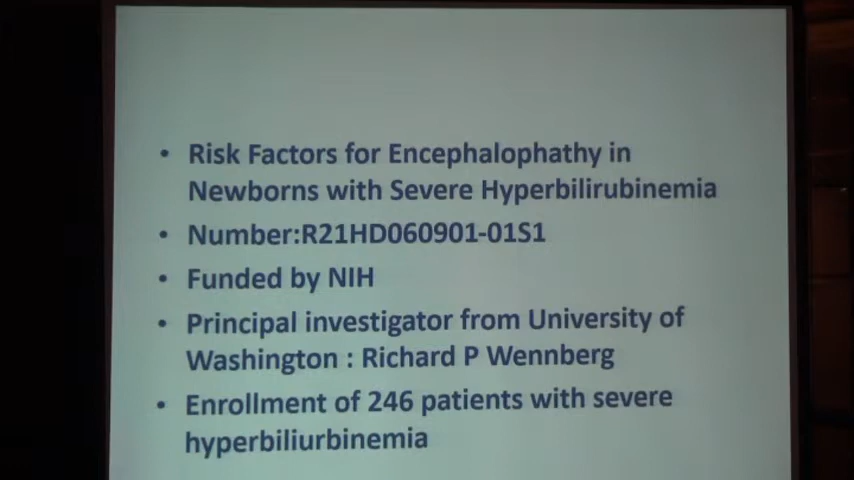 • Risk Factors for Encephalophathy in
Newborns with Severe Hyperbilirubinemia
• Number:R21HD060901-01S1
• Funded by NIH
• Principal investigator from University of
Washington : Richard P Wennberg
• Enrollment of 246 patients with severe
hyperbiliurbinemia